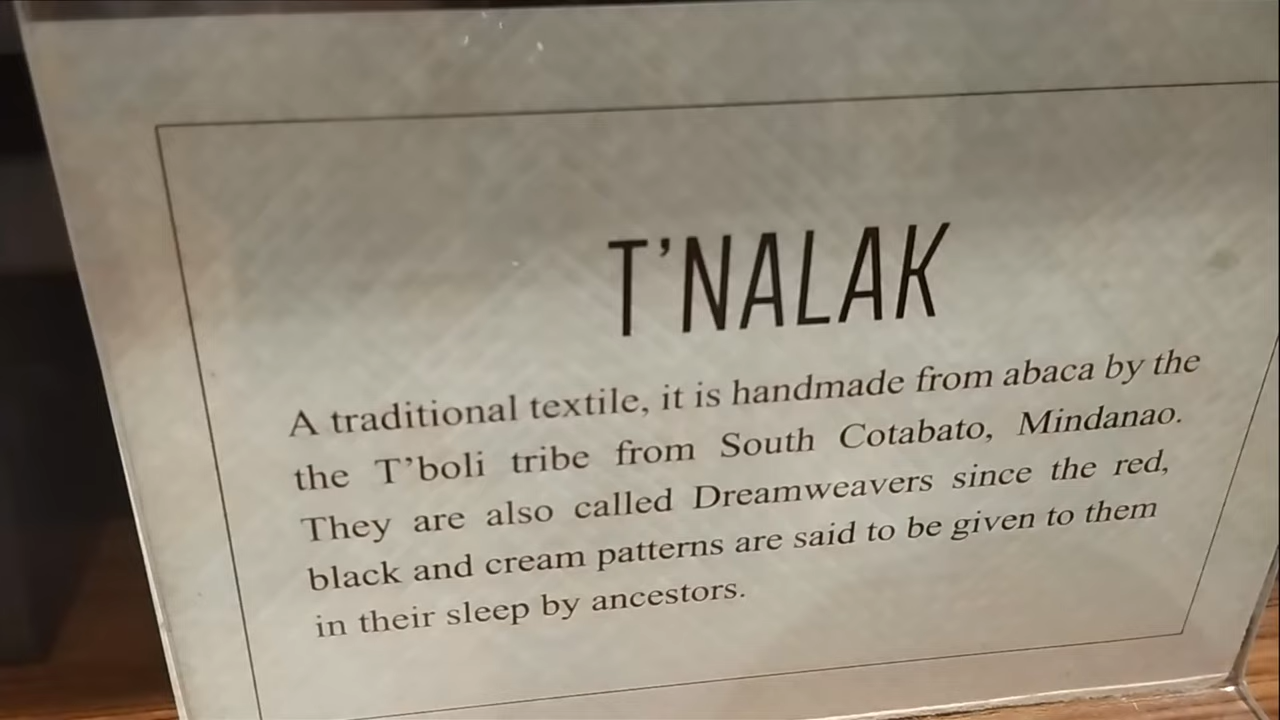 T'NALAK
A traditional textile, it is handmade from abaca by the
the T'boli tribe from South Cotabato, Mindanao.
They are also called Dreamweavers since the red,
black and cream patterns are said to be given to them
in their sleep by ancestors.